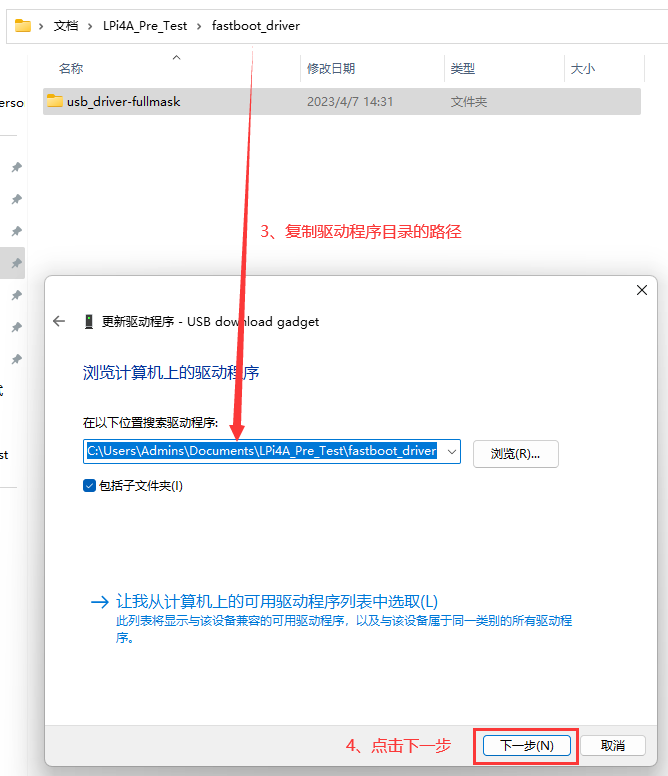 文档 LPi4A_Pre_Test fastboot_driver
名称 修改日期 类型 大小
erso
usb_driver-fullmask 2023/4/7 14:31 文件夹
3、复制驱动程序目录的路径
更新驱动程序 - USB download gadget
浏览计算机上的驱动程序
在以下位置搜索驱动程序:
C:\Users\Admins\Documents\LPi4A_Pre_Test\fastboot_driver
浏览(R)...
st
包括子文件夹(I)
让我从计算机上的可用驱动程序列表中选取(L)
此列表将显示与该设备兼容的可用驱动程序，以及与该设备属于同一类别的所有驱动程
序。
4、点击下一步
下一步(N) 取消